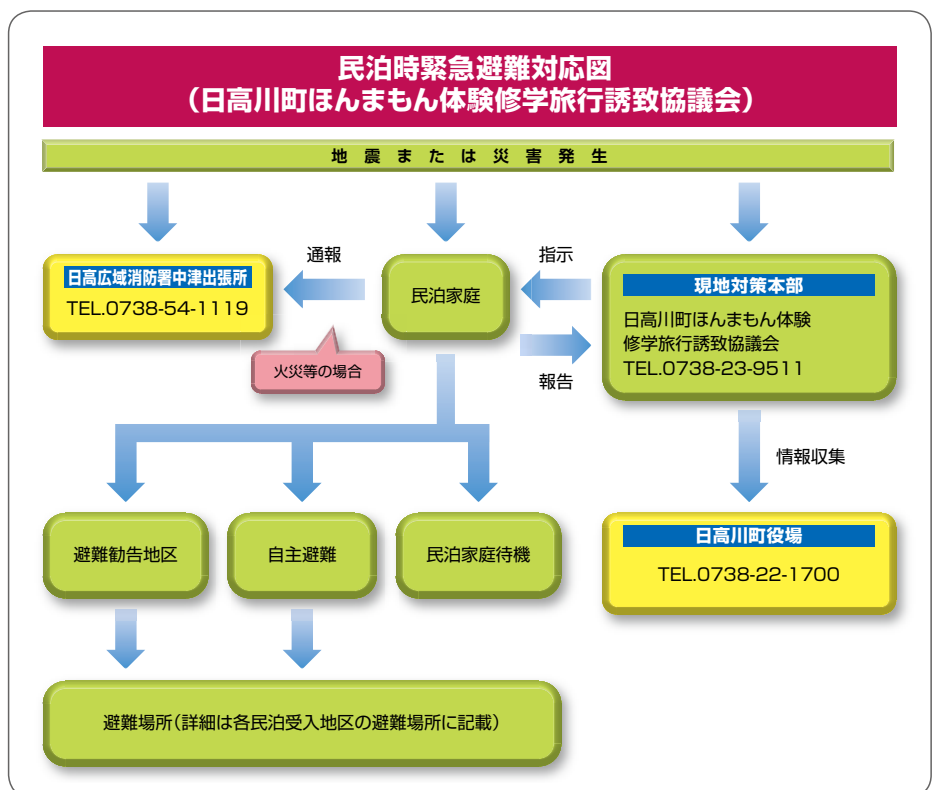 民泊時緊急避難対応図
（日高川町ほんまもん体験修学旅行誘致協議会）
地震または災害発生
日高広域消防署中津出張所
TEL.0738-54-1119
通報
民泊家庭
指示
現地対策本部
日高川町ほんまもん体験
修学旅行誘致協議会
TEL.0738-23-9511
火災等の場合
報告
情報収集
避難勧告地区
自主避難
民泊家庭待機
日高川町役場
TEL.0738-22-1700
避難場所（詳細は各民泊受入地区の避難場所に記載）